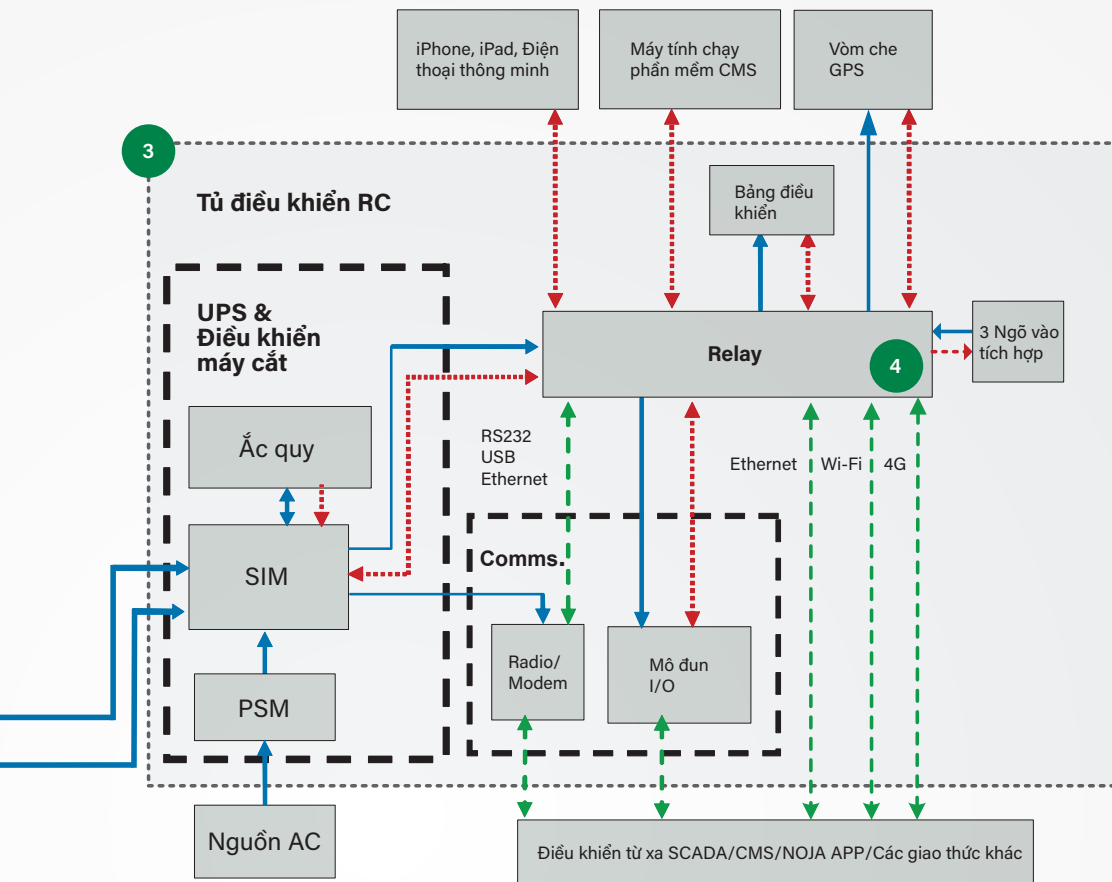 iPhone, iPad, Điện
thoại thông minh
Máy tính chạy
phần mềm CMS
Vòm che
GPS
3
Tủ điều khiển RC
Bảng điều
khiển
UPS &
Điều khiển
máy cắt
Relay
4
3 Ngõ vào
tích hợp
Ắc quy
RS232
USB
Ethernet
Ethernet
Wi-Fi
4G
SIM
Comms.
Radio/
Modem
Mô đun
I/O
PSM
Nguồn AC
Điều khiển từ xa SCADA/CMS/NOJA APP/Các giao thức khác